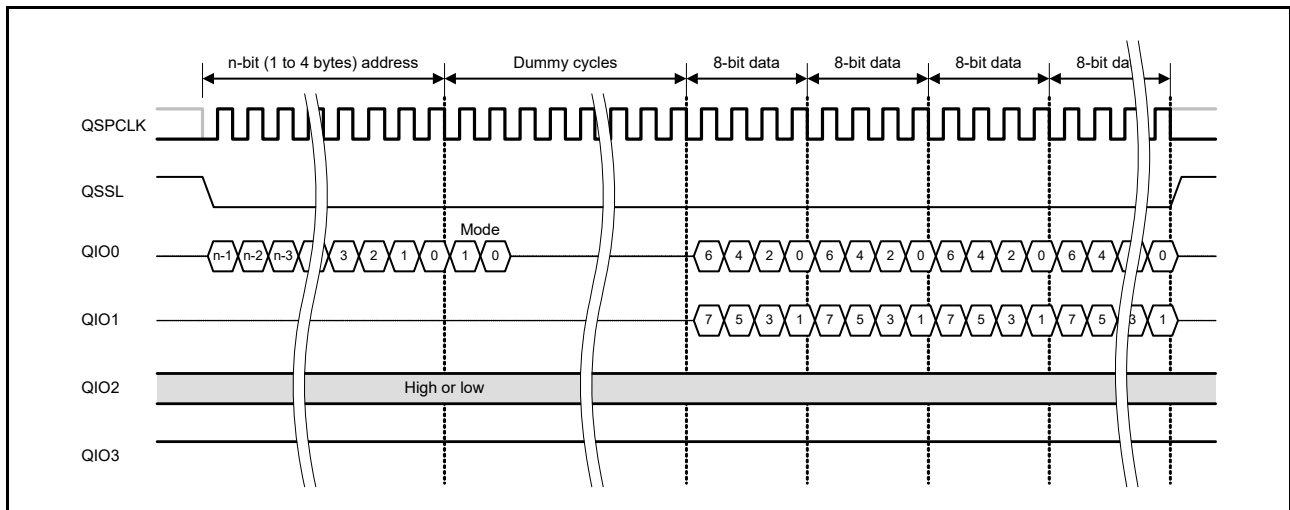 n-bit (1 to 4 bytes) address Dummy cycles 8-bit data 8-bit data 8-bit data 8-bit
QSPCLK
QSSL
Mode
QIO0 n-1 n-2 n-3 3 2 1 0 1 0 6 4 2 0 6 4 2 0 6 4 2 0 6 4 0
QIO1 7 5 3 1 7 5 3 1 7 5 3 1 7 5 3 1
QIO2 High or low
QIO3